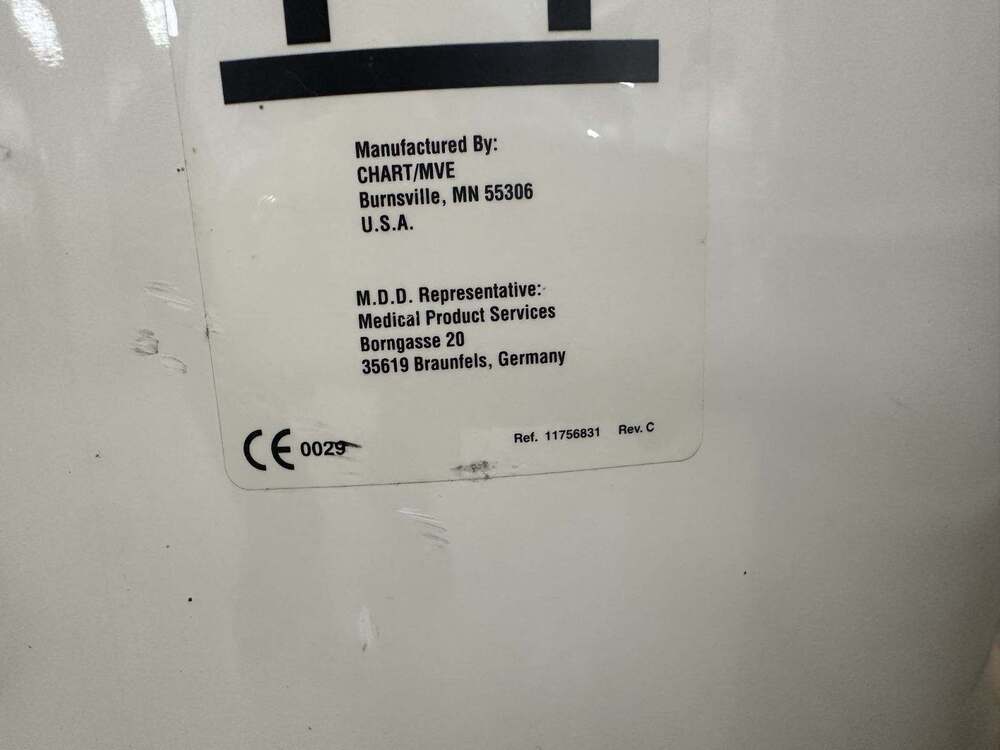 Manufactured By:
CHART/MVE
Burnsville, MN 55306
U.S.A.
M.D.D. Representative:
Medical Product Services
Borngasse 20
35619 Braunfels, Germany
CE 0029
Ref. 11756831 Rev. C